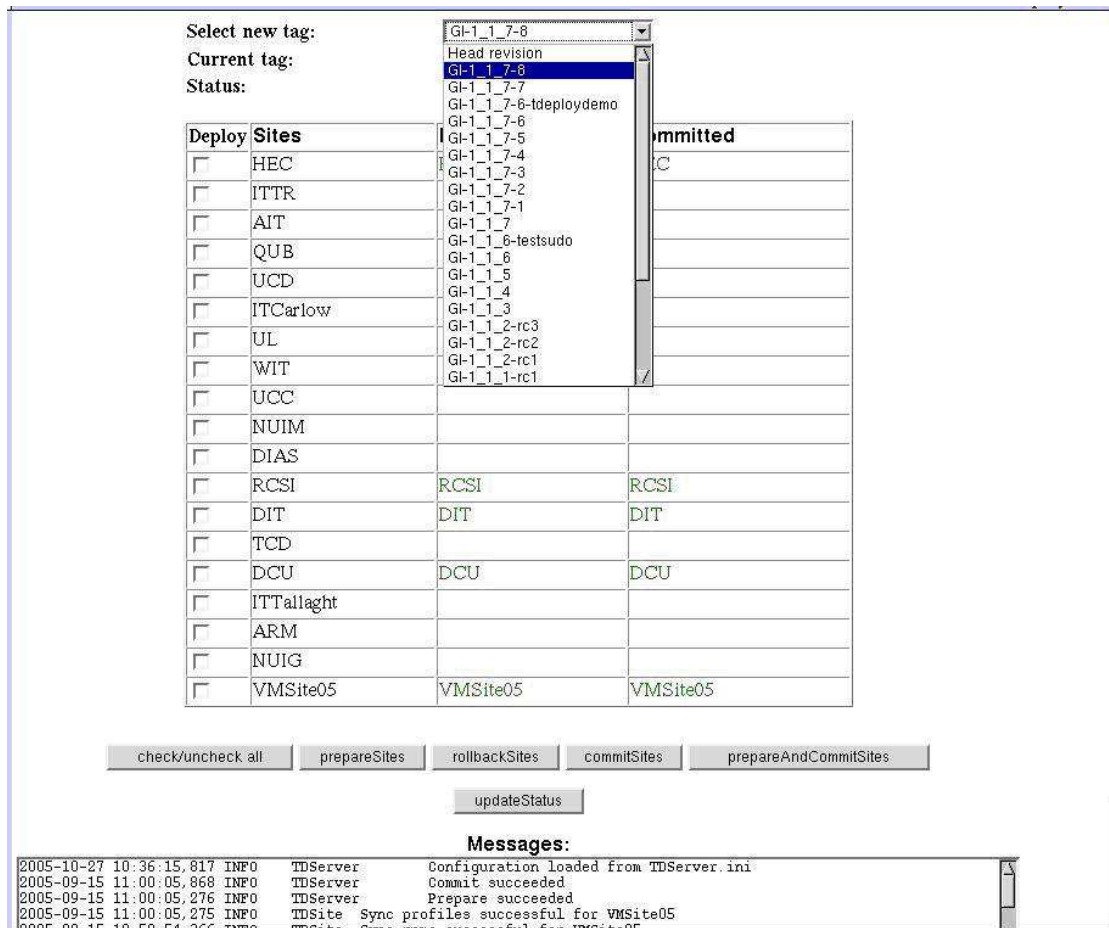 Select new tag: GI-1_1_7-8
Current tag:
Status:
Head revision
GI-1_1_7-8
GI-1_1_7-7
GI-1_1_7-6-tdeploydemo
GI-1_1_7-6
GI-1_1_7-5
GI-1_1_7-4
GI-1_1_7-3
GI-1_1_7-2
GI-1_1_7-1
GI-1_1_7
GI-1_1_6-testsudo
GI-1_1_6
GI-1_1_5
GI-1_1_4
GI-1_1_3
GI-1_1_2-rc3
GI-1_1_2-rc2
GI-1_1_2-rc1
GI-1_1_1-rc1
Deploy Sites
HEC
ITTR
AIT
QUB
UCD
ITCarlow
UL
WIT
UCC
NUIM
DIAS
RCSI RCSI RCSI
DIT DIT DIT
TCD
DCU DCU DCU
ITTallaght
ARM
NUIG
VMSite05 VMSite05 VMSite05
check/uncheck all prepareSites rollbackSites commitSites prepareAndCommitSites
updateStatus
Messages:
2005-10-27 10:36:15,817 INFO TDServer Configuration loaded from TDServer.ini
2005-09-15 11:00:05,868 INFO TDServer Commit succeeded
2005-09-15 11:00:05,276 INFO TDServer Prepare succeeded
2005-09-15 11:00:05,275 INFO TDSite Sync profiles successful for VMSite05